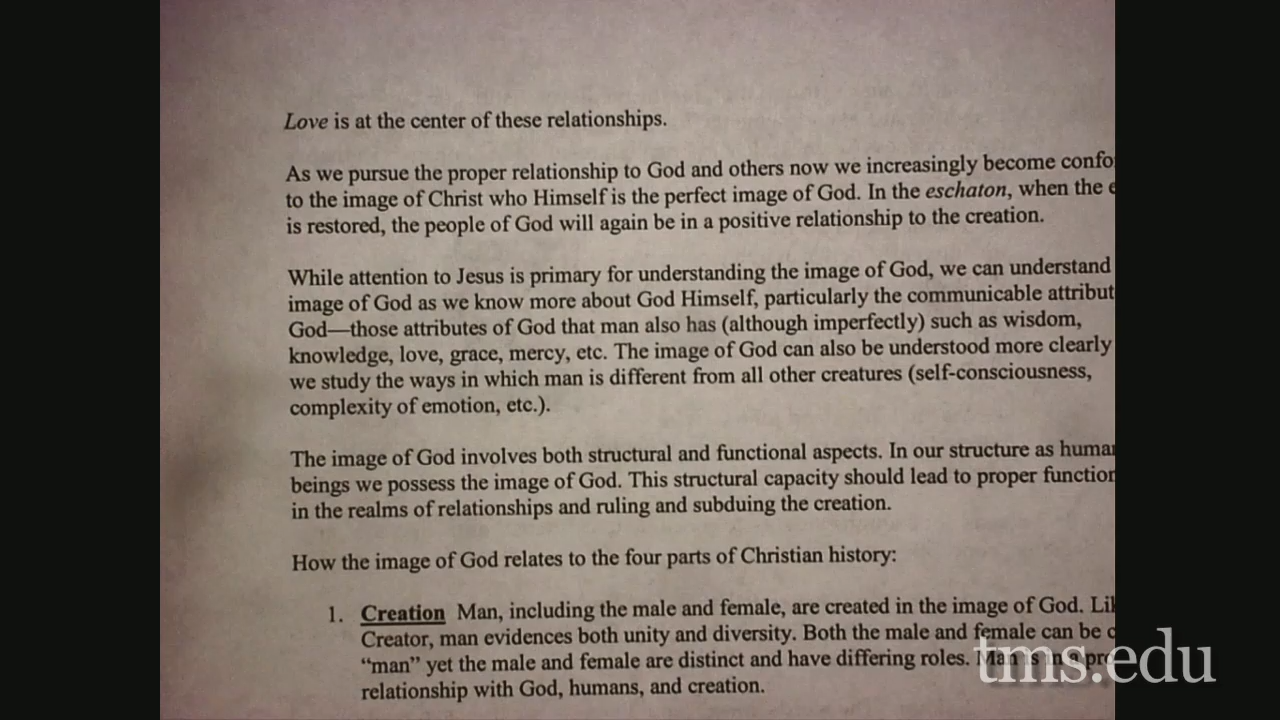 Love is at the center of these relationships.
As we pursue the proper relationship to God and others now we increasingly become
to the image of Christ who Himself is the perfect image of God. In the eschaton, when the
is restored, the people of God will again be in a positive relationship to the creation.
While attention to Jesus is primary for understanding the image of God, we can understand
image of God as we know more about God Himself, particularly the communicable
God—those attributes of God that man also has (although imperfectly) such as wisdom,
knowledge, love, grace, mercy, etc. The image of God can also be understood more clearly
we study the ways in which man is different from all other creatures (self-consciousness,
complexity of emotion, etc.).
The image of God involves both structural and functional aspects. In our structure as
beings we possess the image of God. This structural capacity should lead to proper
in the realms of relationships and ruling and subduing the creation.
How the image of God relates to the four parts of Christian history:
1. Creation Man, including the male and female, are created in the image of God.
Creator, man evidences both unity and diversity. Both the male and female can be
"man" yet the male and female are distinct and have differing roles. Man is in a
relationship with God, humans, and creation.
tms.edu